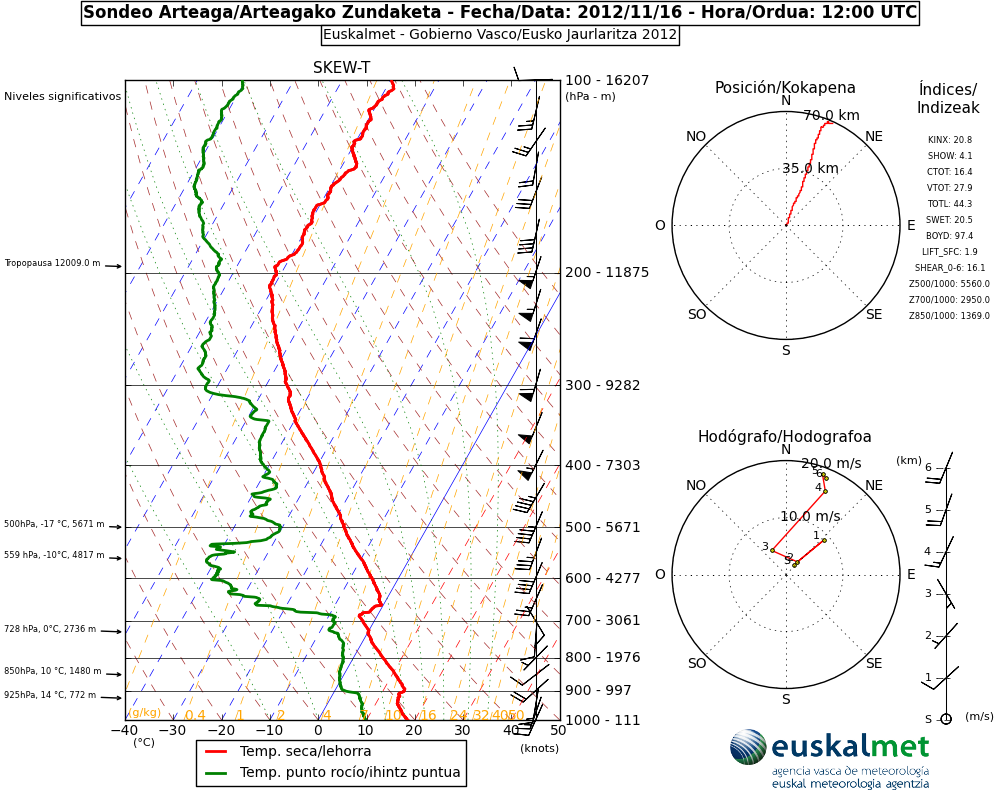 Sondeo Arteaga/Arteagako Zundaketa - Fecha/Data: 2012/11/16 - Hora/Ordua: 12:00 UTC
Euskalmet - Gobierno Vasco/Eusko Jaurlaritza 2012
SKEW-T
Niveles significativos
Tropopausa 12009.0 m
500hPa, -17 °C, 5671 m
559 hPa, -10°C, 4817 m
728 hPa, 0°C, 2736 m
850hPa, 10 °C, 1480 m
925hPa, 14 °C, 772 m
100 - 16207
(hPa - m)
200 - 11875
300 - 9282
400 - 7303
500 - 5671
600 - 4277
700 - 3061
800 - 1976
900 - 997
1000 - 111
(g/kg) 0.4 1 2 4 10 16 24 32 40 50
−40 −30 −20 −10 0 10 20 30 40 50
(°C)
(knots)
Temp. seca/lehorra
Temp. punto rocío/ihintz puntua
Posición/Kokapena
N
70.0 km
NO
NE
35.0 km
O
E
SO
SE
S
Índices/
Indizeak
KINX: 20.8
SHOW: 4.1
CTOT: 16.4
VTOT: 27.9
TOTL: 44.3
SWET: 20.5
BOYD: 97.4
LIFT_SFC: 1.9
SHEAR_0-6: 16.1
Z500/1000: 5560.0
Z700/1000: 2950.0
Z850/1000: 1369.0
Hodógrafo/Hodografoa
N
20.0 m/s
5
6
NO
NE
4
10.0 m/s
1
3
2
S
O
E
SO
SE
S
(km)
6
5
4
3
2
1
S
(m/s)
euskalmet
agencia vasca de meteorología
euskal meteorologia agentzia